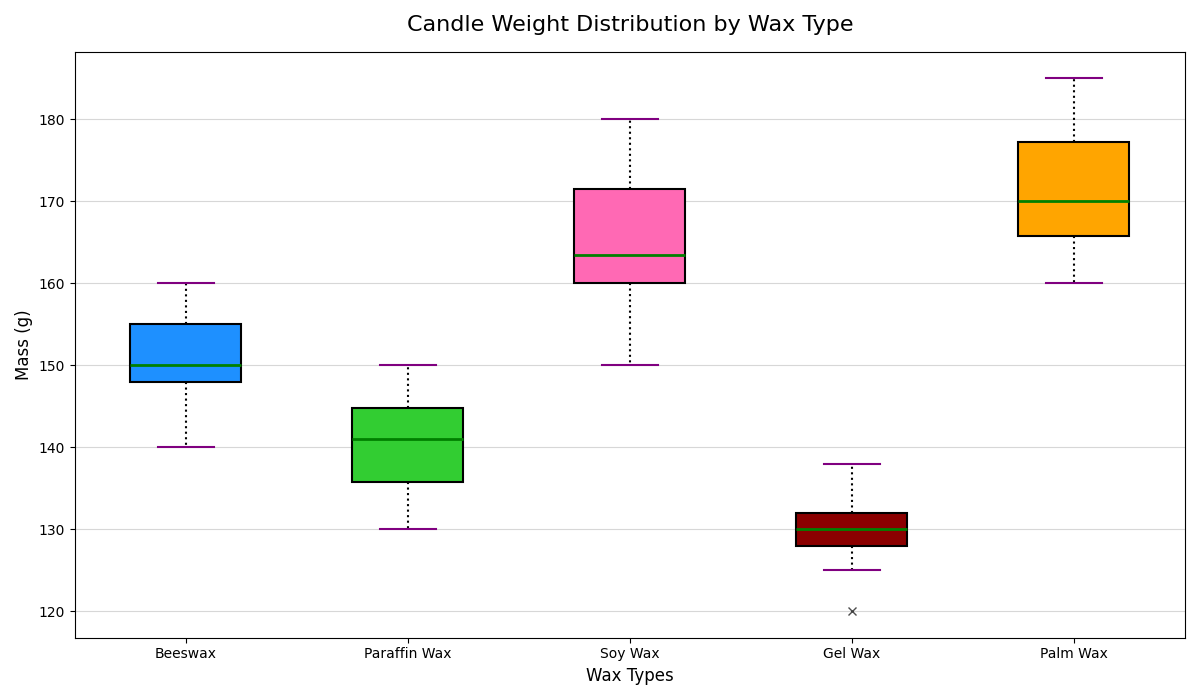 Candle Weight Distribution by Wax Type
Mass (g)
180
170
160
150
140
130
120
Beeswax Paraffin Wax Soy Wax Gel Wax Palm Wax
Wax Types